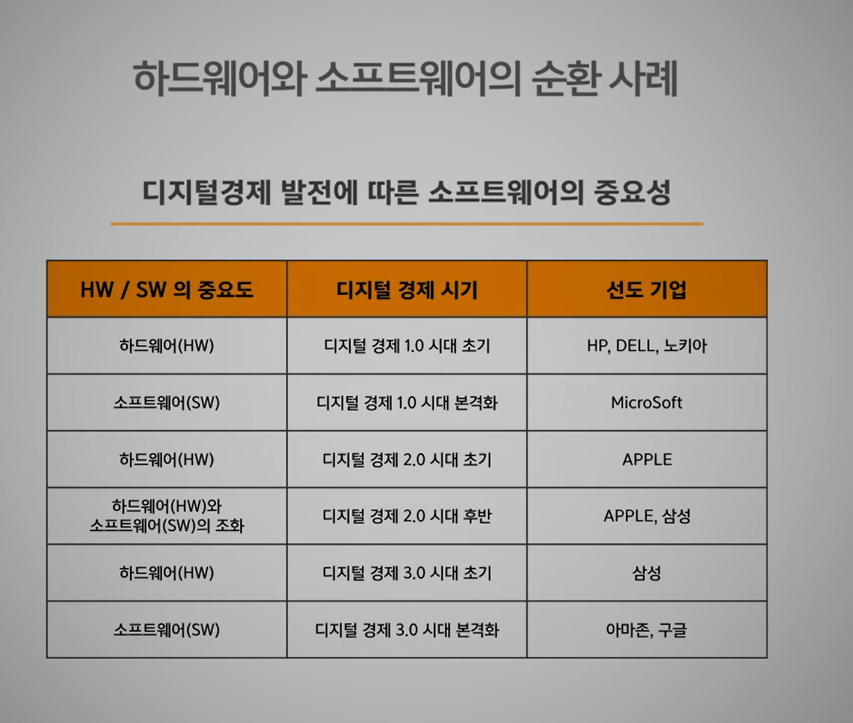 하드웨어와 소프트웨어의 순환 사례
디지털경제 발전에 따른 소프트웨어의 중요성
HW / SW 의 중요도 디지털 경제 시기 선도 기업
하드웨어(HW) 디지털 경제 1.0 시대 초기 HP, DELL, 노키아
소프트웨어(SW) 디지털 경제 1.0 시대 본격화 MicroSoft
하드웨어(HW) 디지털 경제 2.0 시대 초기 APPLE
하드웨어(HW)와
소프트웨어(SW)의 조화 디지털 경제 2.0 시대 후반 APPLE, 삼성
하드웨어(HW) 디지털 경제 3.0 시대 초기 삼성
소프트웨어(SW) 디지털 경제 3.0 시대 본격화 아마존, 구글